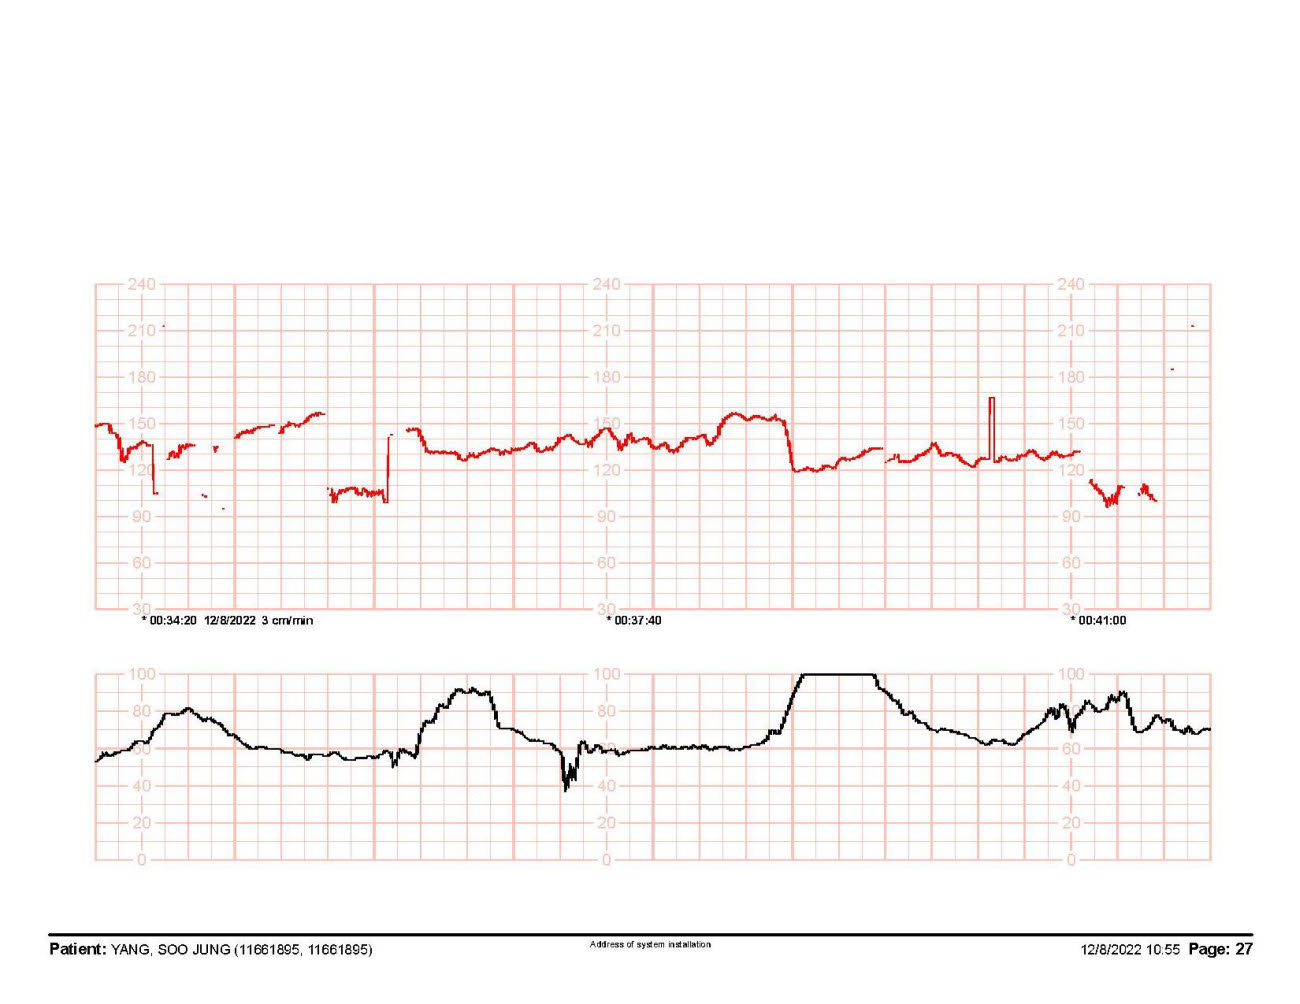 240 240 240
210 210 210
180 180 180
150 150 150
120 120 120
90 90 90
60 60 60
30 30 30
* 00:34:20 12/8/2022 3 cm/min * 00:37:40 * 00:41:00
100 100 100
80 80 80
60 60 60
40 40 40
20 20 20
0 0 0
Patient: YANG, SOO JUNG (11661895, 11661895) Address of system installation 12/8/2022 10:55 Page: 27